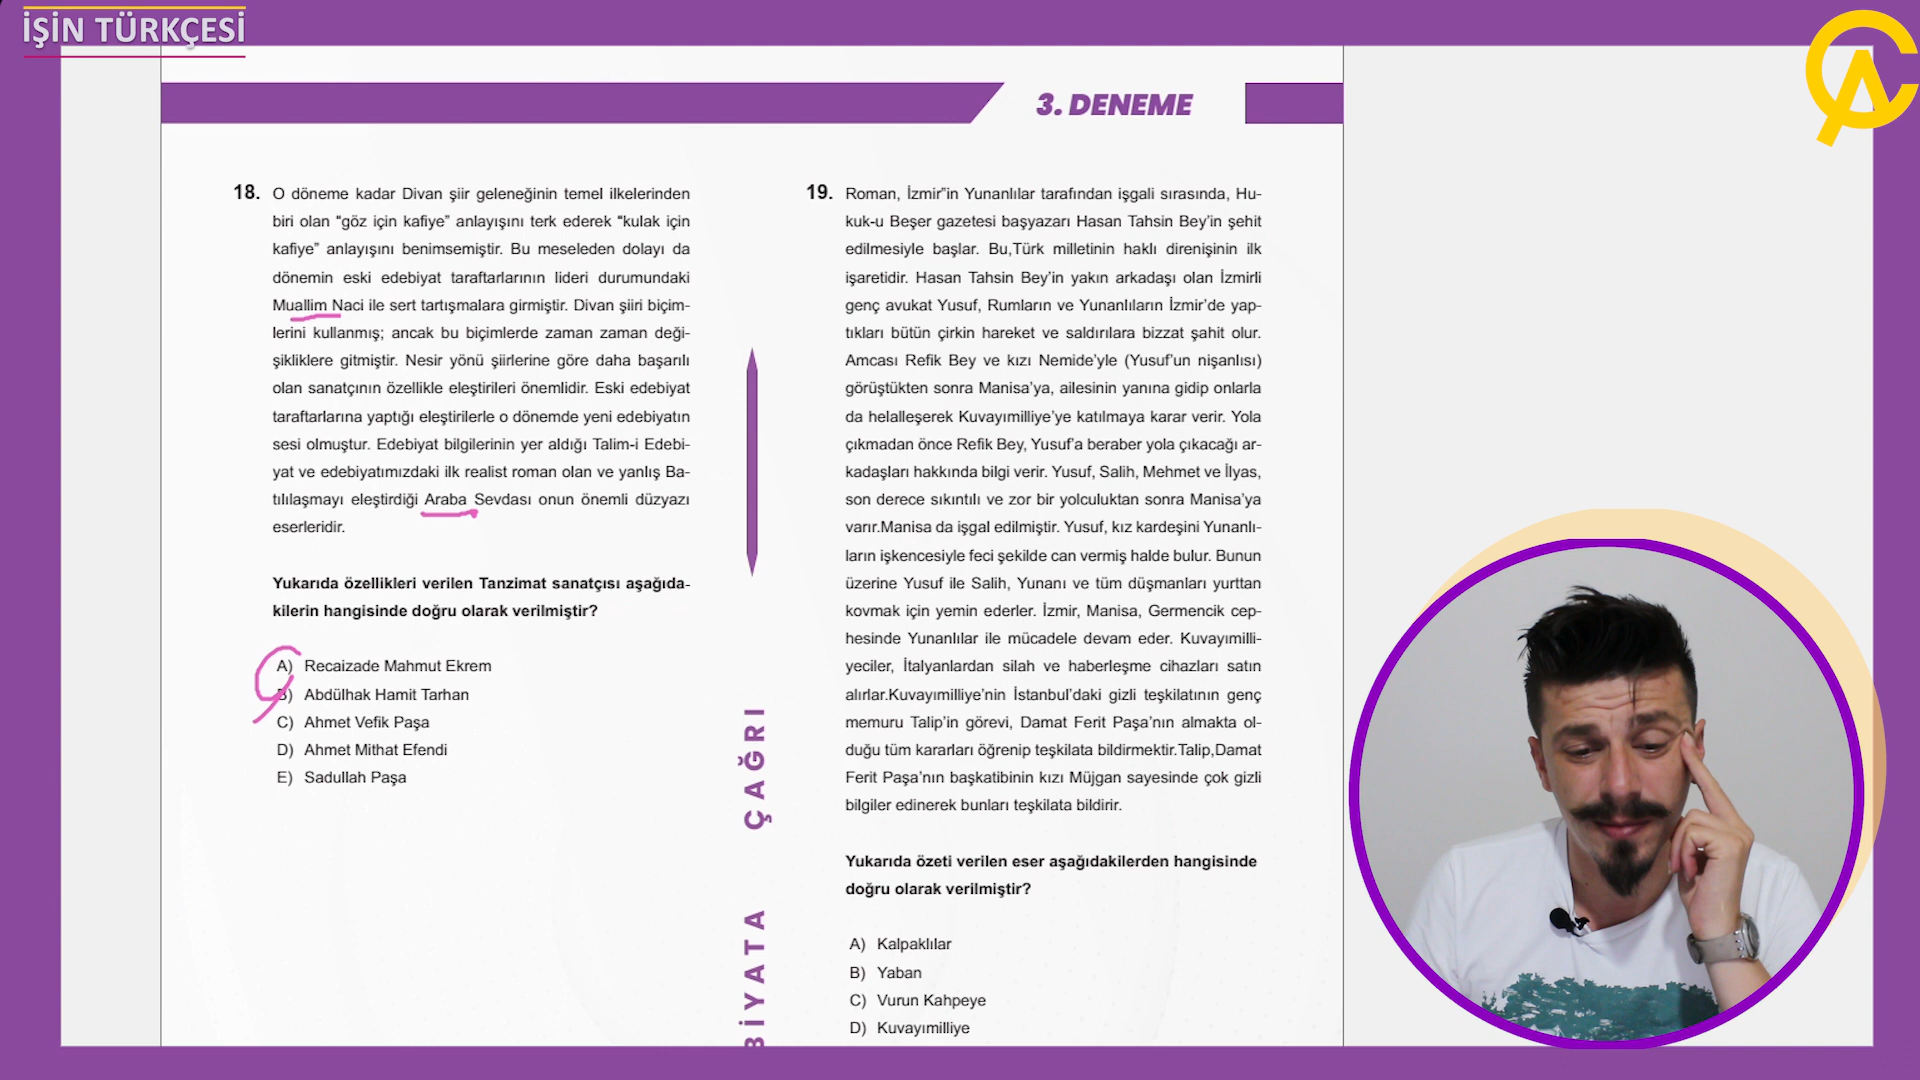 İŞİN TÜRKÇESİ
3. DENEME
18. O döneme kadar Divan şiir geleneğinin temel ilkelerinden
biri olan “göz için kafiye” anlayışını terk ederek “kulak için
kafiye” anlayışını benimsemiştir. Bu meseleden dolayı da
dönemin eski edebiyat taraftarlarının lideri durumundaki
Muallim Naci ile sert tartışmalara girmiştir. Divan şiiri biçim-
lerini kullanmış; ancak bu biçimlerde zaman zaman deği-
şikliklere gitmiştir. Nesir yönü şiirlerine göre daha başarılı
olan sanatçının özellikle eleştirileri önemlidir. Eski edebiyat
taraftarlarına yaptığı eleştirilerle o dönemde yeni edebiyatın
sesi olmuştur. Edebiyat bilgilerinin yer aldığı Talim-i Edebi-
yat ve edebiyatımızdaki ilk realist roman olan ve yanlış Ba-
tılılaşmayı eleştirdiği Araba Sevdası onun önemli düzyazı
eserleridir.
Yukarıda özellikleri verilen Tanzimat sanatçısı aşağıda-
kilerin hangisinde doğru olarak verilmiştir?
A) Recaizade Mahmut Ekrem
B) Abdülhak Hamit Tarhan
C) Ahmet Vefik Paşa
D) Ahmet Mithat Efendi
E) Sadullah Paşa
ÇAĞRI
BİYATA
19. Roman, İzmir”in Yunanlılar tarafından işgali sırasında, Hu-
kuk-u Beşer gazetesi başyazarı Hasan Tahsin Bey’in şehit
edilmesiyle başlar. Bu,Türk milletinin haklı direnişinin ilk
işaretidir. Hasan Tahsin Bey’in yakın arkadaşı olan İzmirli
genç avukat Yusuf, Rumların ve Yunanlıların İzmir’de yap-
tıkları bütün çirkin hareket ve saldırılara bizzat şahit olur.
Amcası Refik Bey ve kızı Nemide’yle (Yusuf’un nişanlısı)
görüştükten sonra Manisa’ya, ailesinin yanına gidip onlarla
da helalleşerek Kuvayımilliye’ye katılmaya karar verir. Yola
çıkmadan önce Refik Bey, Yusuf’a beraber yola çıkacağı ar-
kadaşları hakkında bilgi verir. Yusuf, Salih, Mehmet ve İlyas,
son derece sıkıntılı ve zor bir yolculuktan sonra Manisa’ya
varır.Manisa da işgal edilmiştir. Yusuf, kız kardeşini Yunanlı-
ların işkencesiyle feci şekilde can vermiş halde bulur. Bunun
üzerine Yusuf ile Salih, Yunanı ve tüm düşmanları yurttan
kovmak için yemin ederler. İzmir, Manisa, Germencik cep-
hesinde Yunanlılar ile mücadele devam eder. Kuvayımilli-
yeciler, İtalyanlardan silah ve haberleşme cihazları satın
alırlar.Kuvayımilliye’nin İstanbul’daki gizli teşkilatının genç
memuru Talip’in görevi, Damat Ferit Paşa’nın almakta ol-
duğu tüm kararları öğrenip teşkilata bildirmektir.Talip,Damat
Ferit Paşa’nın başkatibinin kızı Müjgan sayesinde çok gizli
bilgiler edinerek bunları teşkilata bildirir.
Yukarıda özeti verilen eser aşağıdakilerden hangisinde
doğru olarak verilmiştir?
A) Kalpaklılar
B) Yaban
C) Vurun Kahpeye
D) Kuvayımilliye